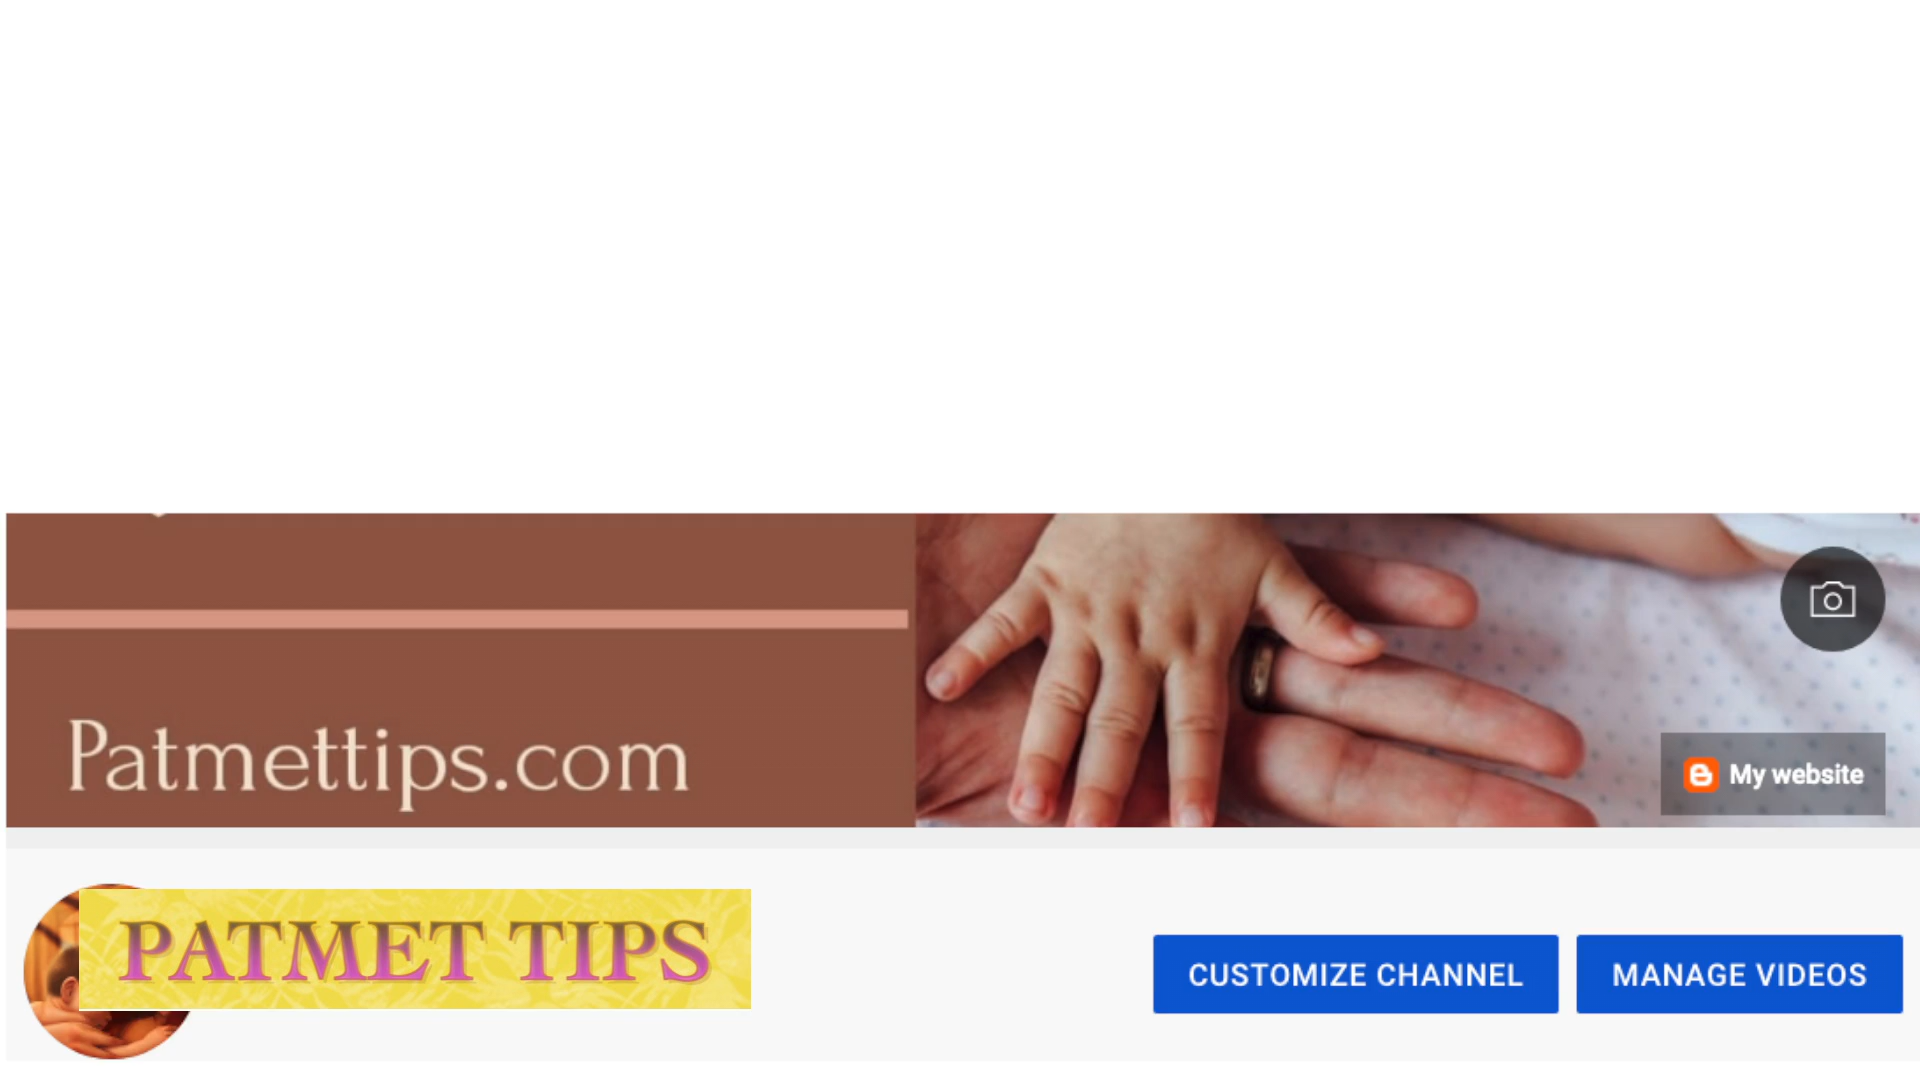 Patmettips.com
My website
PATMET TIPS
CUSTOMIZE CHANNEL
MANAGE VIDEOS